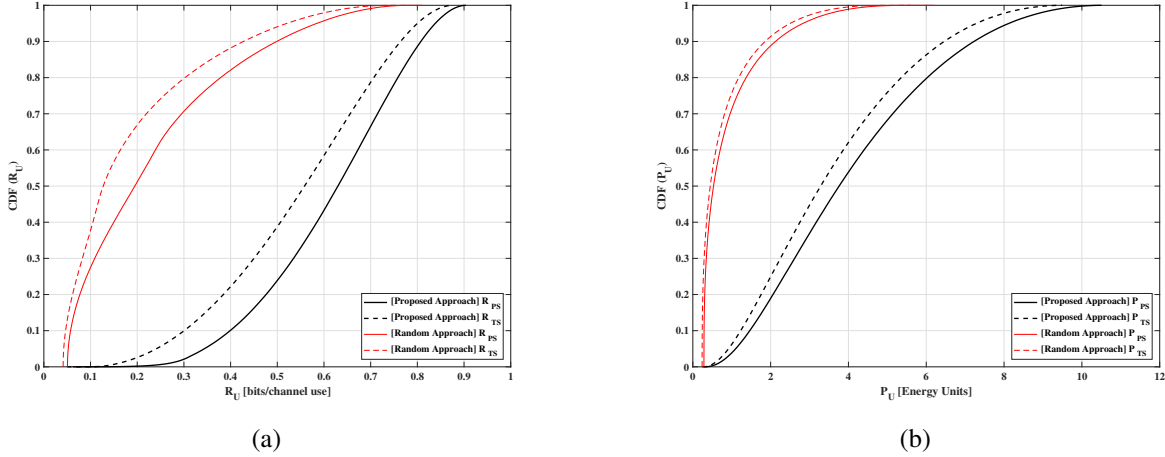 1
0.9
0.8
0.7
0.6
0.5
0.4
0.3
0.2
0.1
0
CDF (R_U)
0 0.1 0.2 0.3 0.4 0.5 0.6 0.7 0.8 0.9 1
R_U [bits/channel use]
[Proposed Approach] R_PS
[Proposed Approach] R_TS
[Random Approach] R_PS
[Random Approach] R_TS
(a)
1
0.9
0.8
0.7
0.6
0.5
0.4
0.3
0.2
0.1
0
CDF (P_U)
0 2 4 6 8 10 12
P_U [Energy Units]
[Proposed Approach] P_PS
[Proposed Approach] P_TS
[Random Approach] P_PS
[Random Approach] P_TS
(b)